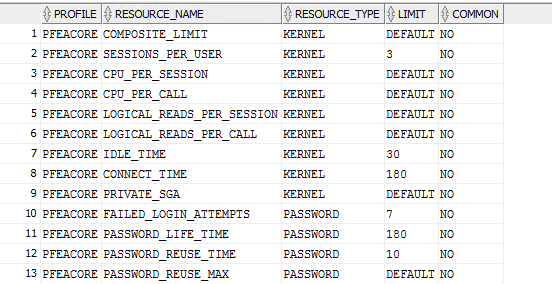 PROFILE RESOURCE_NAME RESOURCE_TYPE LIMIT COMMON
1 PFEACORE COMPOSITE_LIMIT KERNEL DEFAULT NO
2 PFEACORE SESSIONS_PER_USER KERNEL 3 NO
3 PFEACORE CPU_PER_SESSION KERNEL DEFAULT NO
4 PFEACORE CPU_PER_CALL KERNEL DEFAULT NO
5 PFEACORE LOGICAL_READS_PER_SESSION KERNEL DEFAULT NO
6 PFEACORE LOGICAL_READS_PER_CALL KERNEL DEFAULT NO
7 PFEACORE IDLE_TIME KERNEL 30 NO
8 PFEACORE CONNECT_TIME KERNEL 180 NO
9 PFEACORE PRIVATE_SGA KERNEL DEFAULT NO
10 PFEACORE FAILED_LOGIN_ATTEMPTS PASSWORD 7 NO
11 PFEACORE PASSWORD_LIFE_TIME PASSWORD 180 NO
12 PFEACORE PASSWORD_REUSE_TIME PASSWORD 10 NO
13 PFEACORE PASSWORD_REUSE_MAX PASSWORD DEFAULT NO